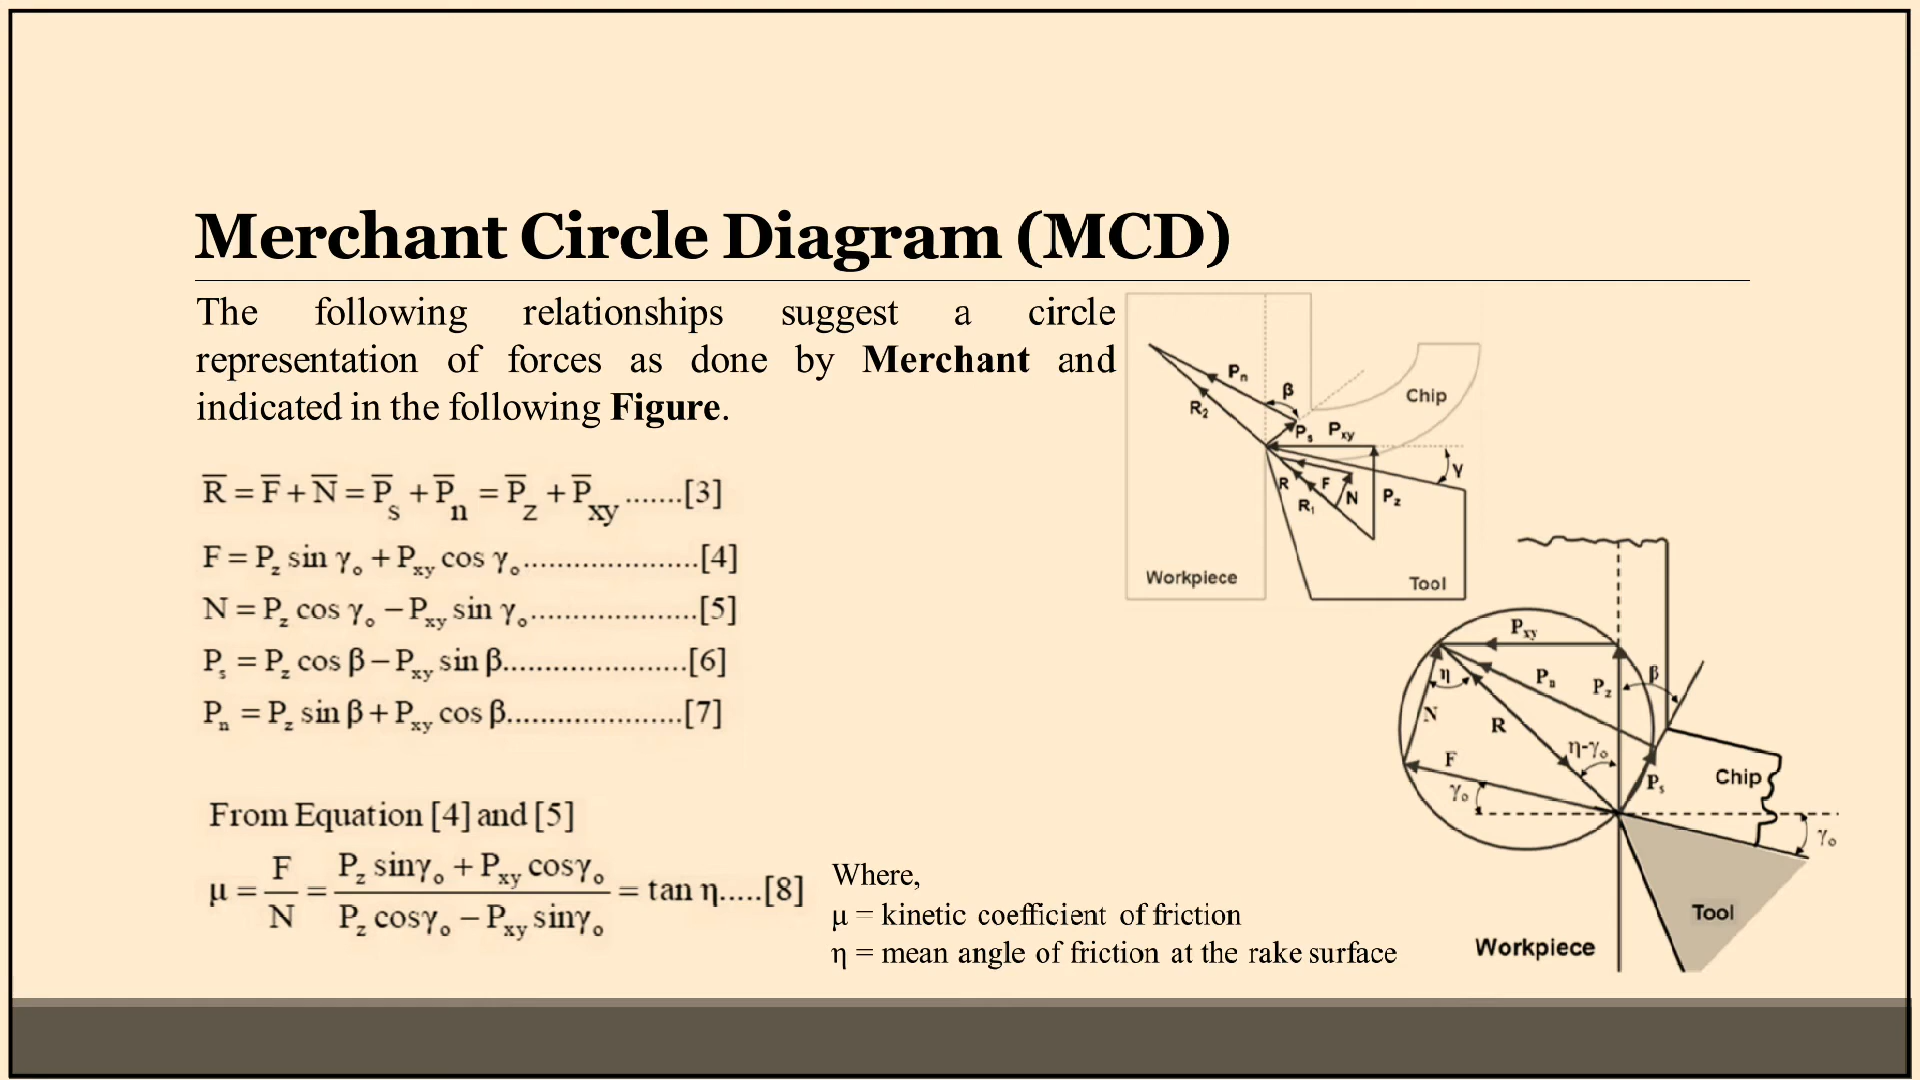 Merchant Circle Diagram (MCD)
The following relationships suggest a circle
representation of forces as done by Merchant and
indicated in the following Figure.
R̅ = F̅ + N̅ = P̅s + P̅n = P̅z + P̅xy .......[3]
F = Pz sin γo + Pxy cos γo.....................[4]
N = Pz cos γo − Pxy sin γo....................[5]
Ps = Pz cos β − Pxy sin β......................[6]
Pn = Pz sin β + Pxy cos β.....................[7]
From Equation [4] and [5]
μ = F/N = (Pz sinγo + Pxy cosγo)/(Pz cosγo − Pxy sinγo) = tan η.....[8]
Where,
μ = kinetic coefficient of friction
η = mean angle of friction at the rake surface
Pn
β
R2
Chip
Ps
Pxy
γ
R
F
N
R1
Pz
Workpiece
Tool
Pxy
η
Pn
Pz
β
N
R
η-γo
F̅
γo
Ps
Chip
γo
Tool
Workpiece